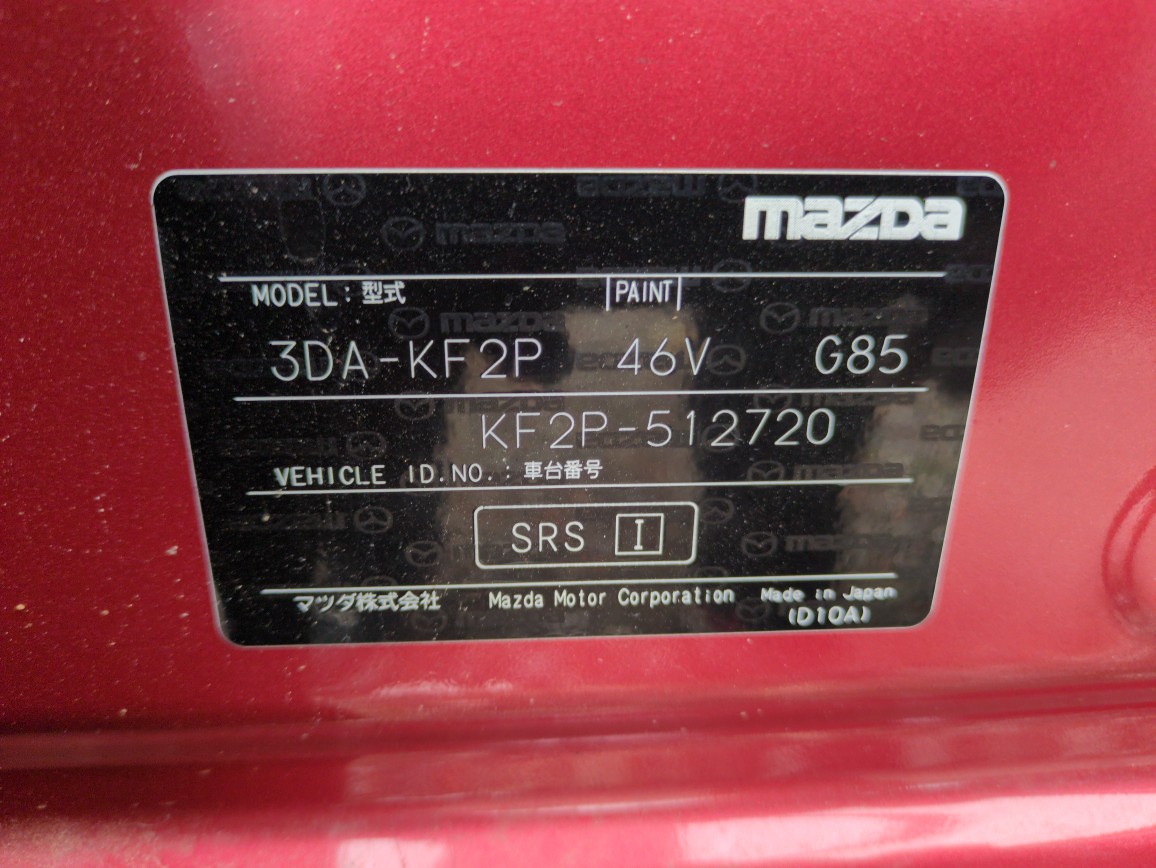 mazda
MODEL : 型式 PAINT
3DA-KF2P 46V G85
KF2P-512720
VEHICLE ID.NO. : 車台番号
SRS I
マツダ株式会社 Mazda Motor Corporation Made in Japan
(D10A)